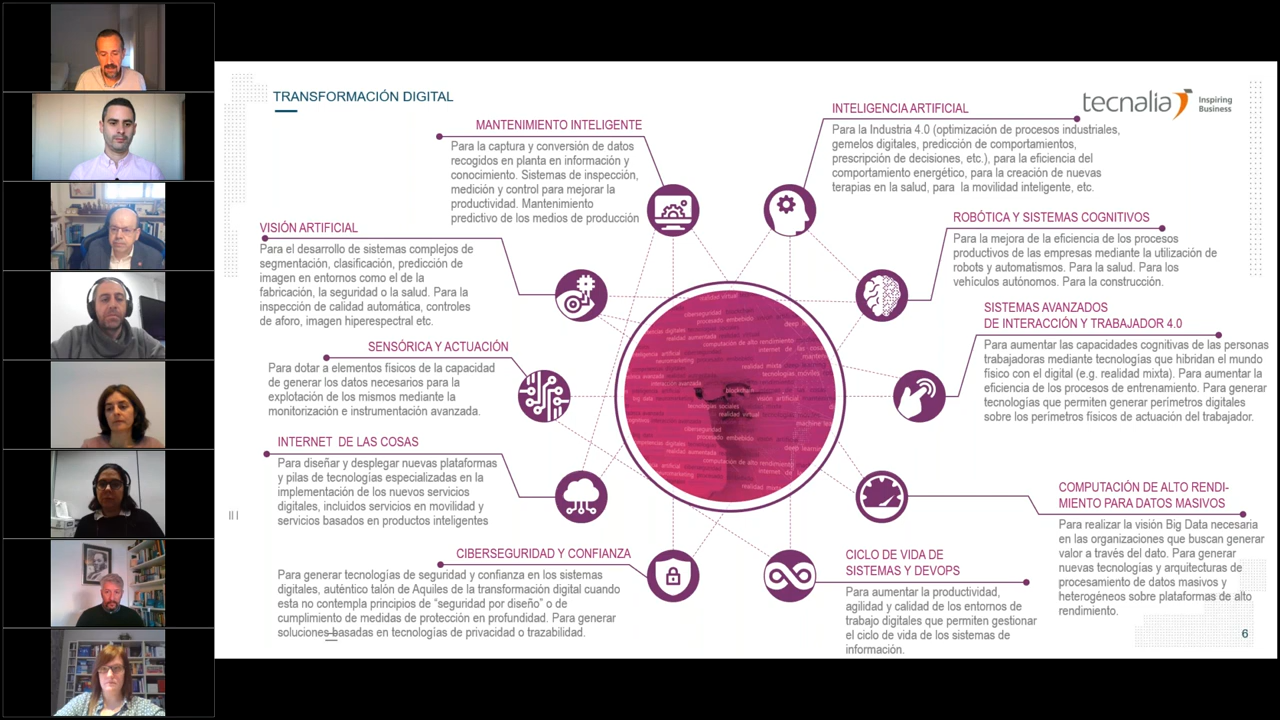 TRANSFORMACIÓN DIGITAL
tecnalia
Inspiring
Business
MANTENIMIENTO INTELIGENTE
Para la captura y conversión de datos
recogidos en planta en información y
conocimiento. Sistemas de inspección,
medición y control para mejorar la
productividad. Mantenimiento
predictivo de los medios de producción
VISIÓN ARTIFICIAL
Para el desarrollo de sistemas complejos de
segmentación, clasificación, predicción de
imagen en entornos como el de la
fabricación, la seguridad o la salud. Para la
inspección de calidad automática, controles
de aforo, imagen hiperespectral etc.
SENSÓRICA Y ACTUACIÓN
Para dotar a elementos físicos de la capacidad
de generar los datos necesarios para la
explotación de los mismos mediante la
monitorización e instrumentación avanzada.
INTERNET DE LAS COSAS
Para diseñar y desplegar nuevas plataformas
y pilas de tecnologías especializadas en la
implementación de los nuevos servicios
digitales, incluidos servicios en movilidad y
servicios basados en productos inteligentes
CIBERSEGURIDAD Y CONFIANZA
Para generar tecnologías de seguridad y confianza en los sistemas
digitales, auténtico talón de Aquiles de la transformación digital cuando
esta no contempla principios de “seguridad por diseño” o de
cumplimiento de medidas de protección en profundidad. Para generar
soluciones basadas en tecnologías de privacidad o trazabilidad.
INTELIGENCIA ARTIFICIAL
Para la Industria 4.0 (optimización de procesos industriales,
gemelos digitales, predicción de comportamientos,
prescripción de decisiones, etc.), para la eficiencia del
comportamiento energético, para la creación de nuevas
terapias en la salud, para la movilidad inteligente, etc.
ROBÓTICA Y SISTEMAS COGNITIVOS
Para la mejora de la eficiencia de los procesos
productivos de las empresas mediante la utilización de
robots y automatismos. Para la salud. Para los
vehículos autónomos. Para la construcción.
SISTEMAS AVANZADOS
DE INTERACCIÓN Y TRABAJADOR 4.0
Para aumentar las capacidades cognitivas de las personas
trabajadoras mediante tecnologías que hibridan el mundo
físico con el digital (e.g. realidad mixta). Para aumentar la
eficiencia de los procesos de entrenamiento. Para generar
tecnologías que permiten generar perímetros digitales
sobre los perímetros físicos de actuación del trabajador.
COMPUTACIÓN DE ALTO RENDI-
MIENTO PARA DATOS MASIVOS
Para realizar la visión Big Data necesaria
en las organizaciones que buscan generar
valor a través del dato. Para generar
nuevas tecnologías y arquitecturas de
procesamiento de datos masivos y
heterogéneos sobre plataformas de alto
rendimiento.
CICLO DE VIDA DE
SISTEMAS Y DEVOPS
Para aumentar la productividad,
agilidad y calidad de los entornos de
trabajo digitales que permiten gestionar
el ciclo de vida de los sistemas de
información.
6